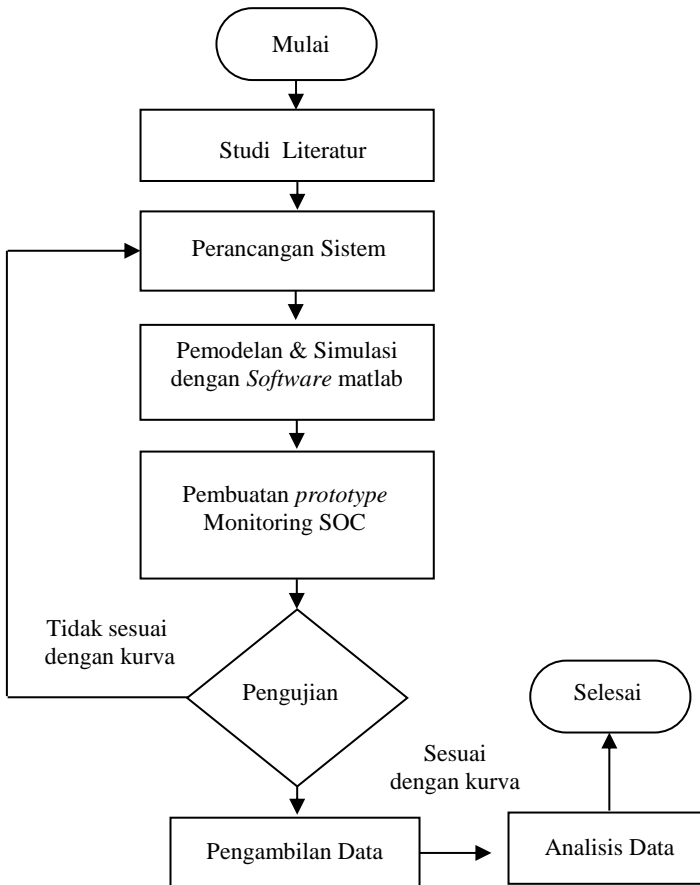 Mulai
Studi Literatur
Perancangan Sistem
Pemodelan & Simulasi
dengan Software matlab
Pembuatan prototype
Monitoring SOC
Tidak sesuai
dengan kurva
Pengujian
Selesai
Sesuai
dengan kurva
Pengambilan Data
Analisis Data